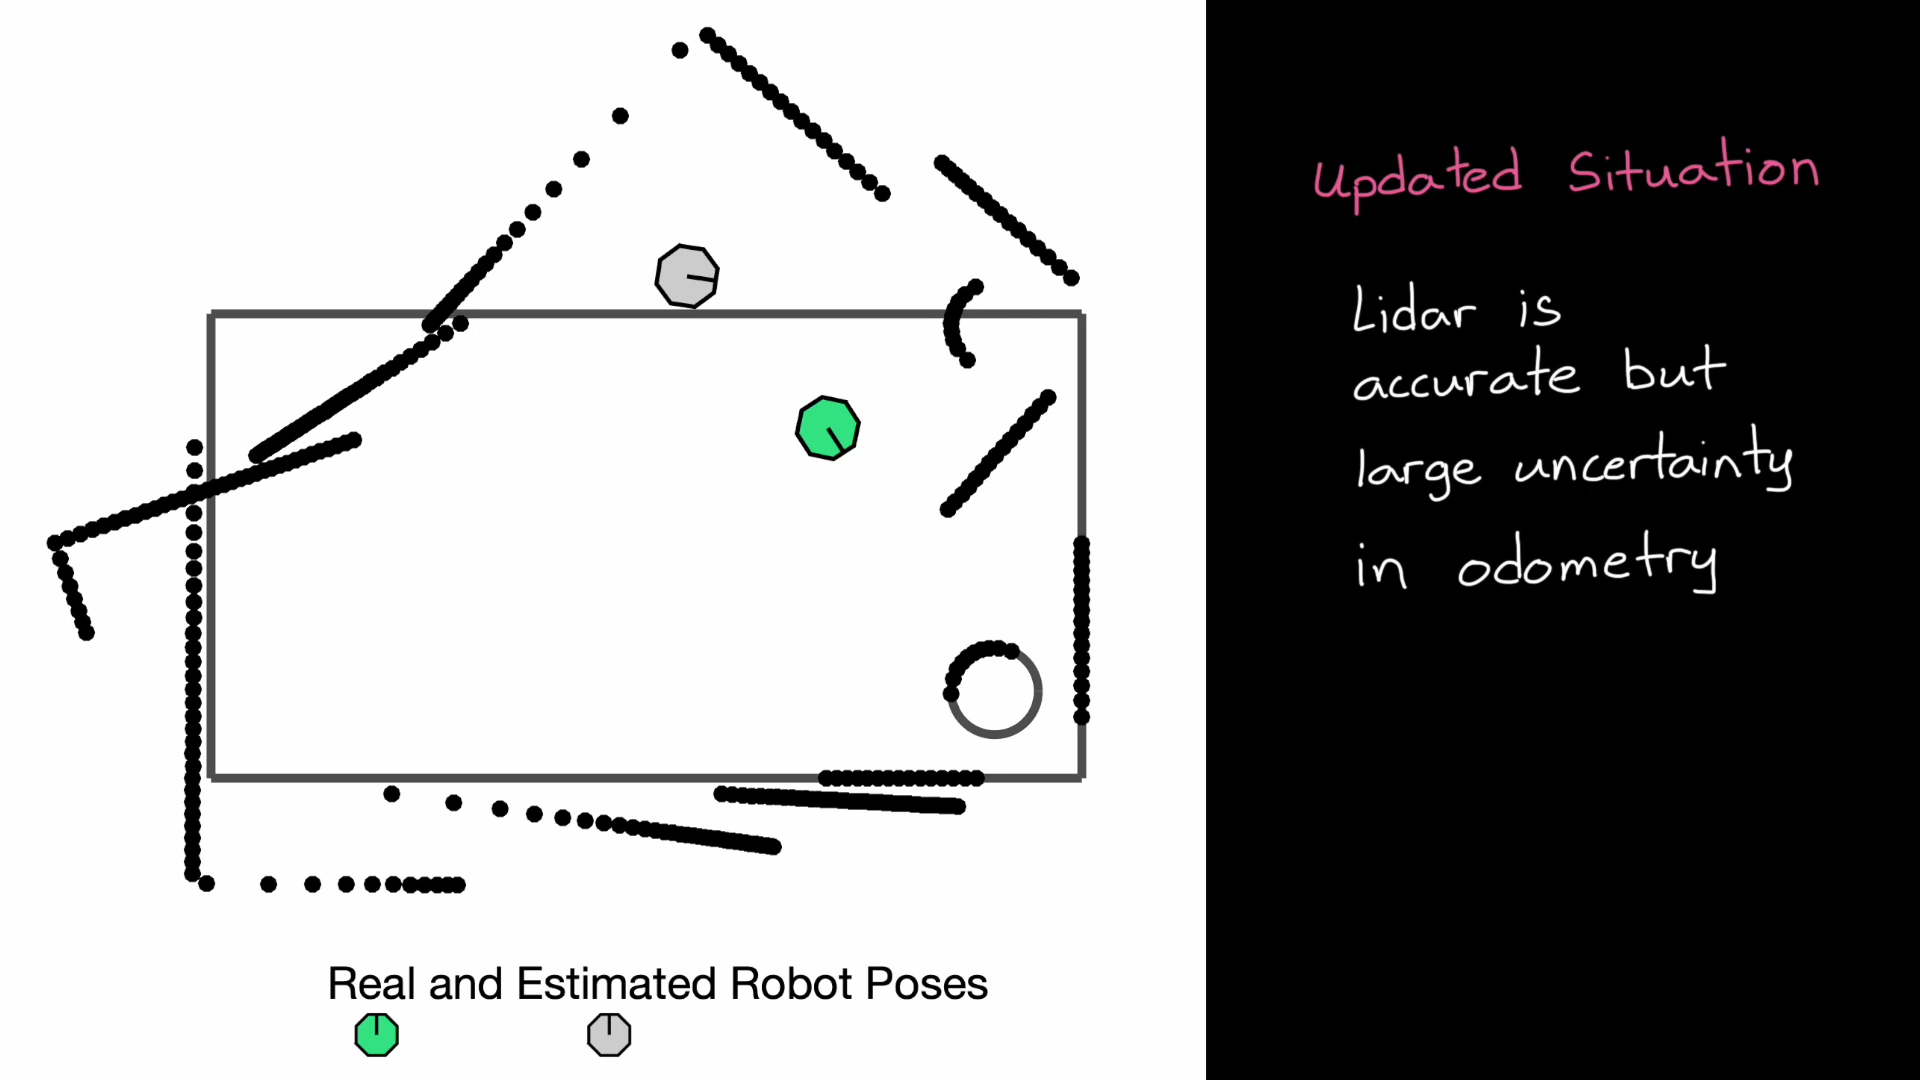 Updated Situation
Lidar is
accurate but
large uncertainty
in odometry
Real and Estimated Robot Poses